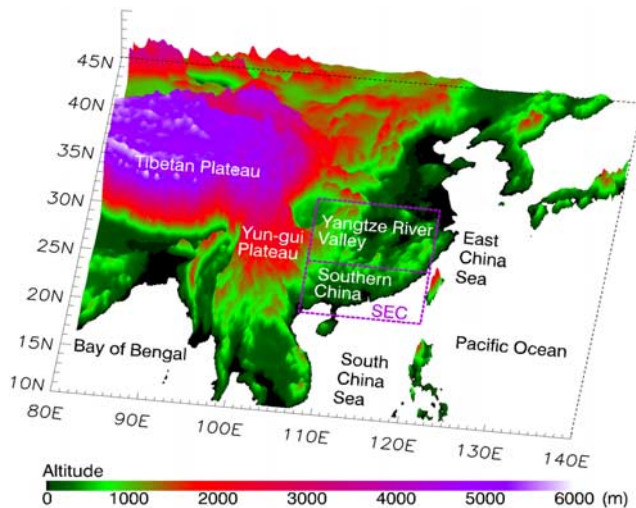 45N
40N
35N
30N
25N
20N
15N
10N
Tibetan Plateau
Yun-gui
Plateau
Yangtze River
Valley
Southern
China
SEC
East
China
Sea
Bay of Bengal
South
China
Sea
Pacific Ocean
80E
90E
100E
110E
120E
130E
140E
Altitude
0 1000 2000 3000 4000 5000 6000 (m)